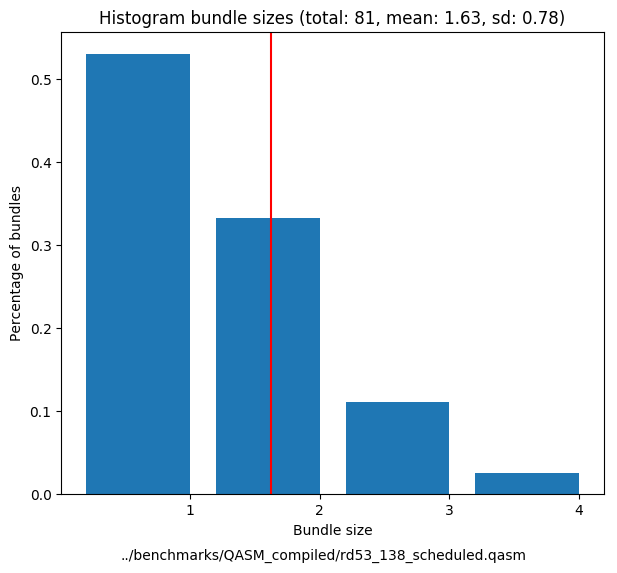 Histogram bundle sizes (total: 81, mean: 1.63, sd: 0.78)
0.5
0.4
0.3
0.2
0.1
0.0
Percentage of bundles
1 2 3 4
Bundle size
../benchmarks/QASM_compiled/rd53_138_scheduled.qasm